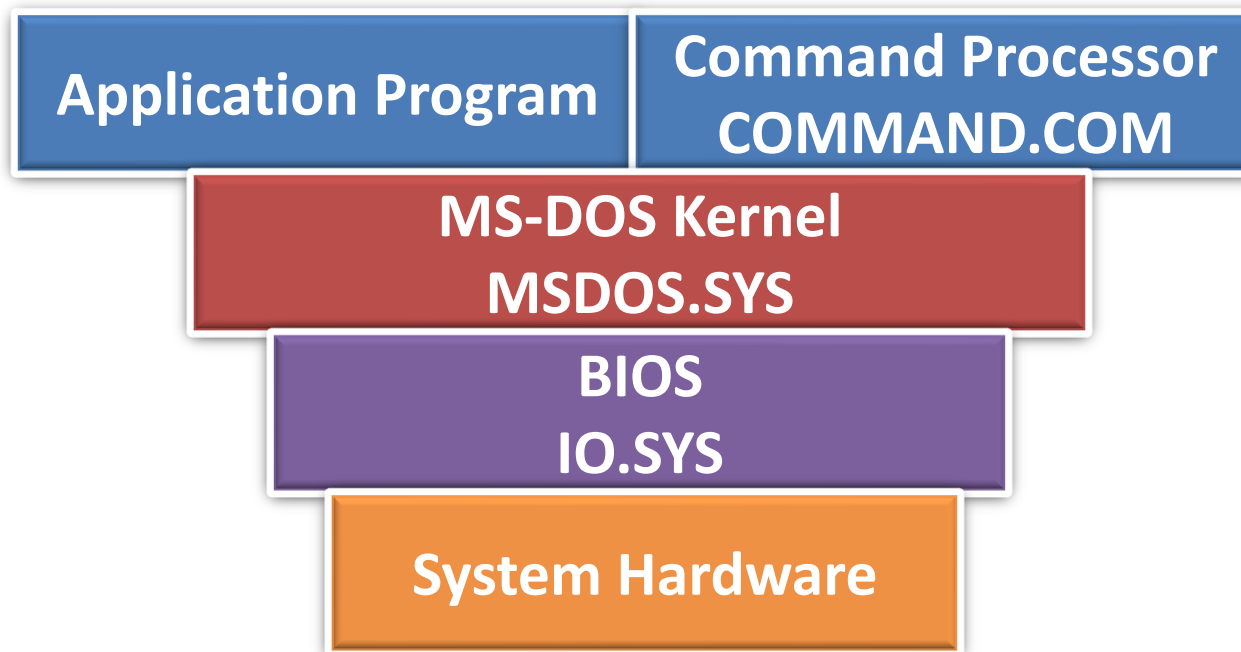 Application Program
Command Processor
COMMAND.COM
MS-DOS Kernel
MSDOS.SYS
BIOS
IO.SYS
System Hardware